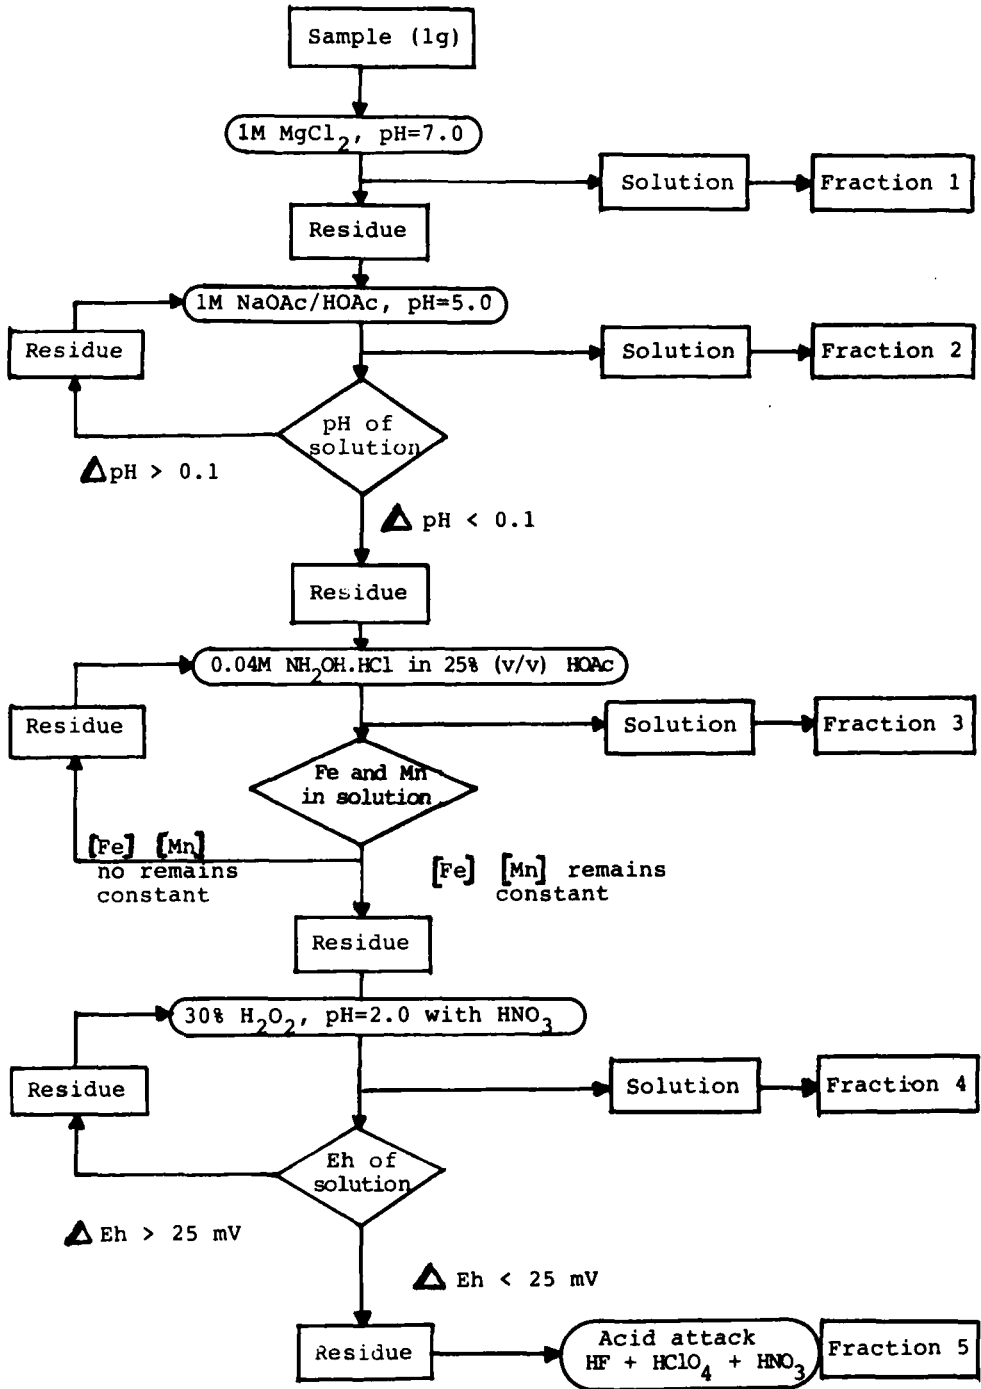 Sample (1g)
1M MgCl2, pH=7.0
Solution
Fraction 1
Residue
1M NaOAc/HOAc, pH=5.0
Residue
Solution
Fraction 2
pH of
solution
ΔpH > 0.1
Δ pH < 0.1
Residue
0.04M NH2OH.HCl in 25% (v/v) HOAc
Residue
Solution
Fraction 3
Fe and Mn
in solution
[Fe] [Mn]
no remains
constant
[Fe] [Mn] remains
constant
Residue
30% H2O2, pH=2.0 with HNO3
Residue
Solution
Fraction 4
Eh of
solution
Δ Eh > 25 mV
Δ Eh < 25 mV
Residue
Acid attack
HF + HClO4 + HNO3
Fraction 5